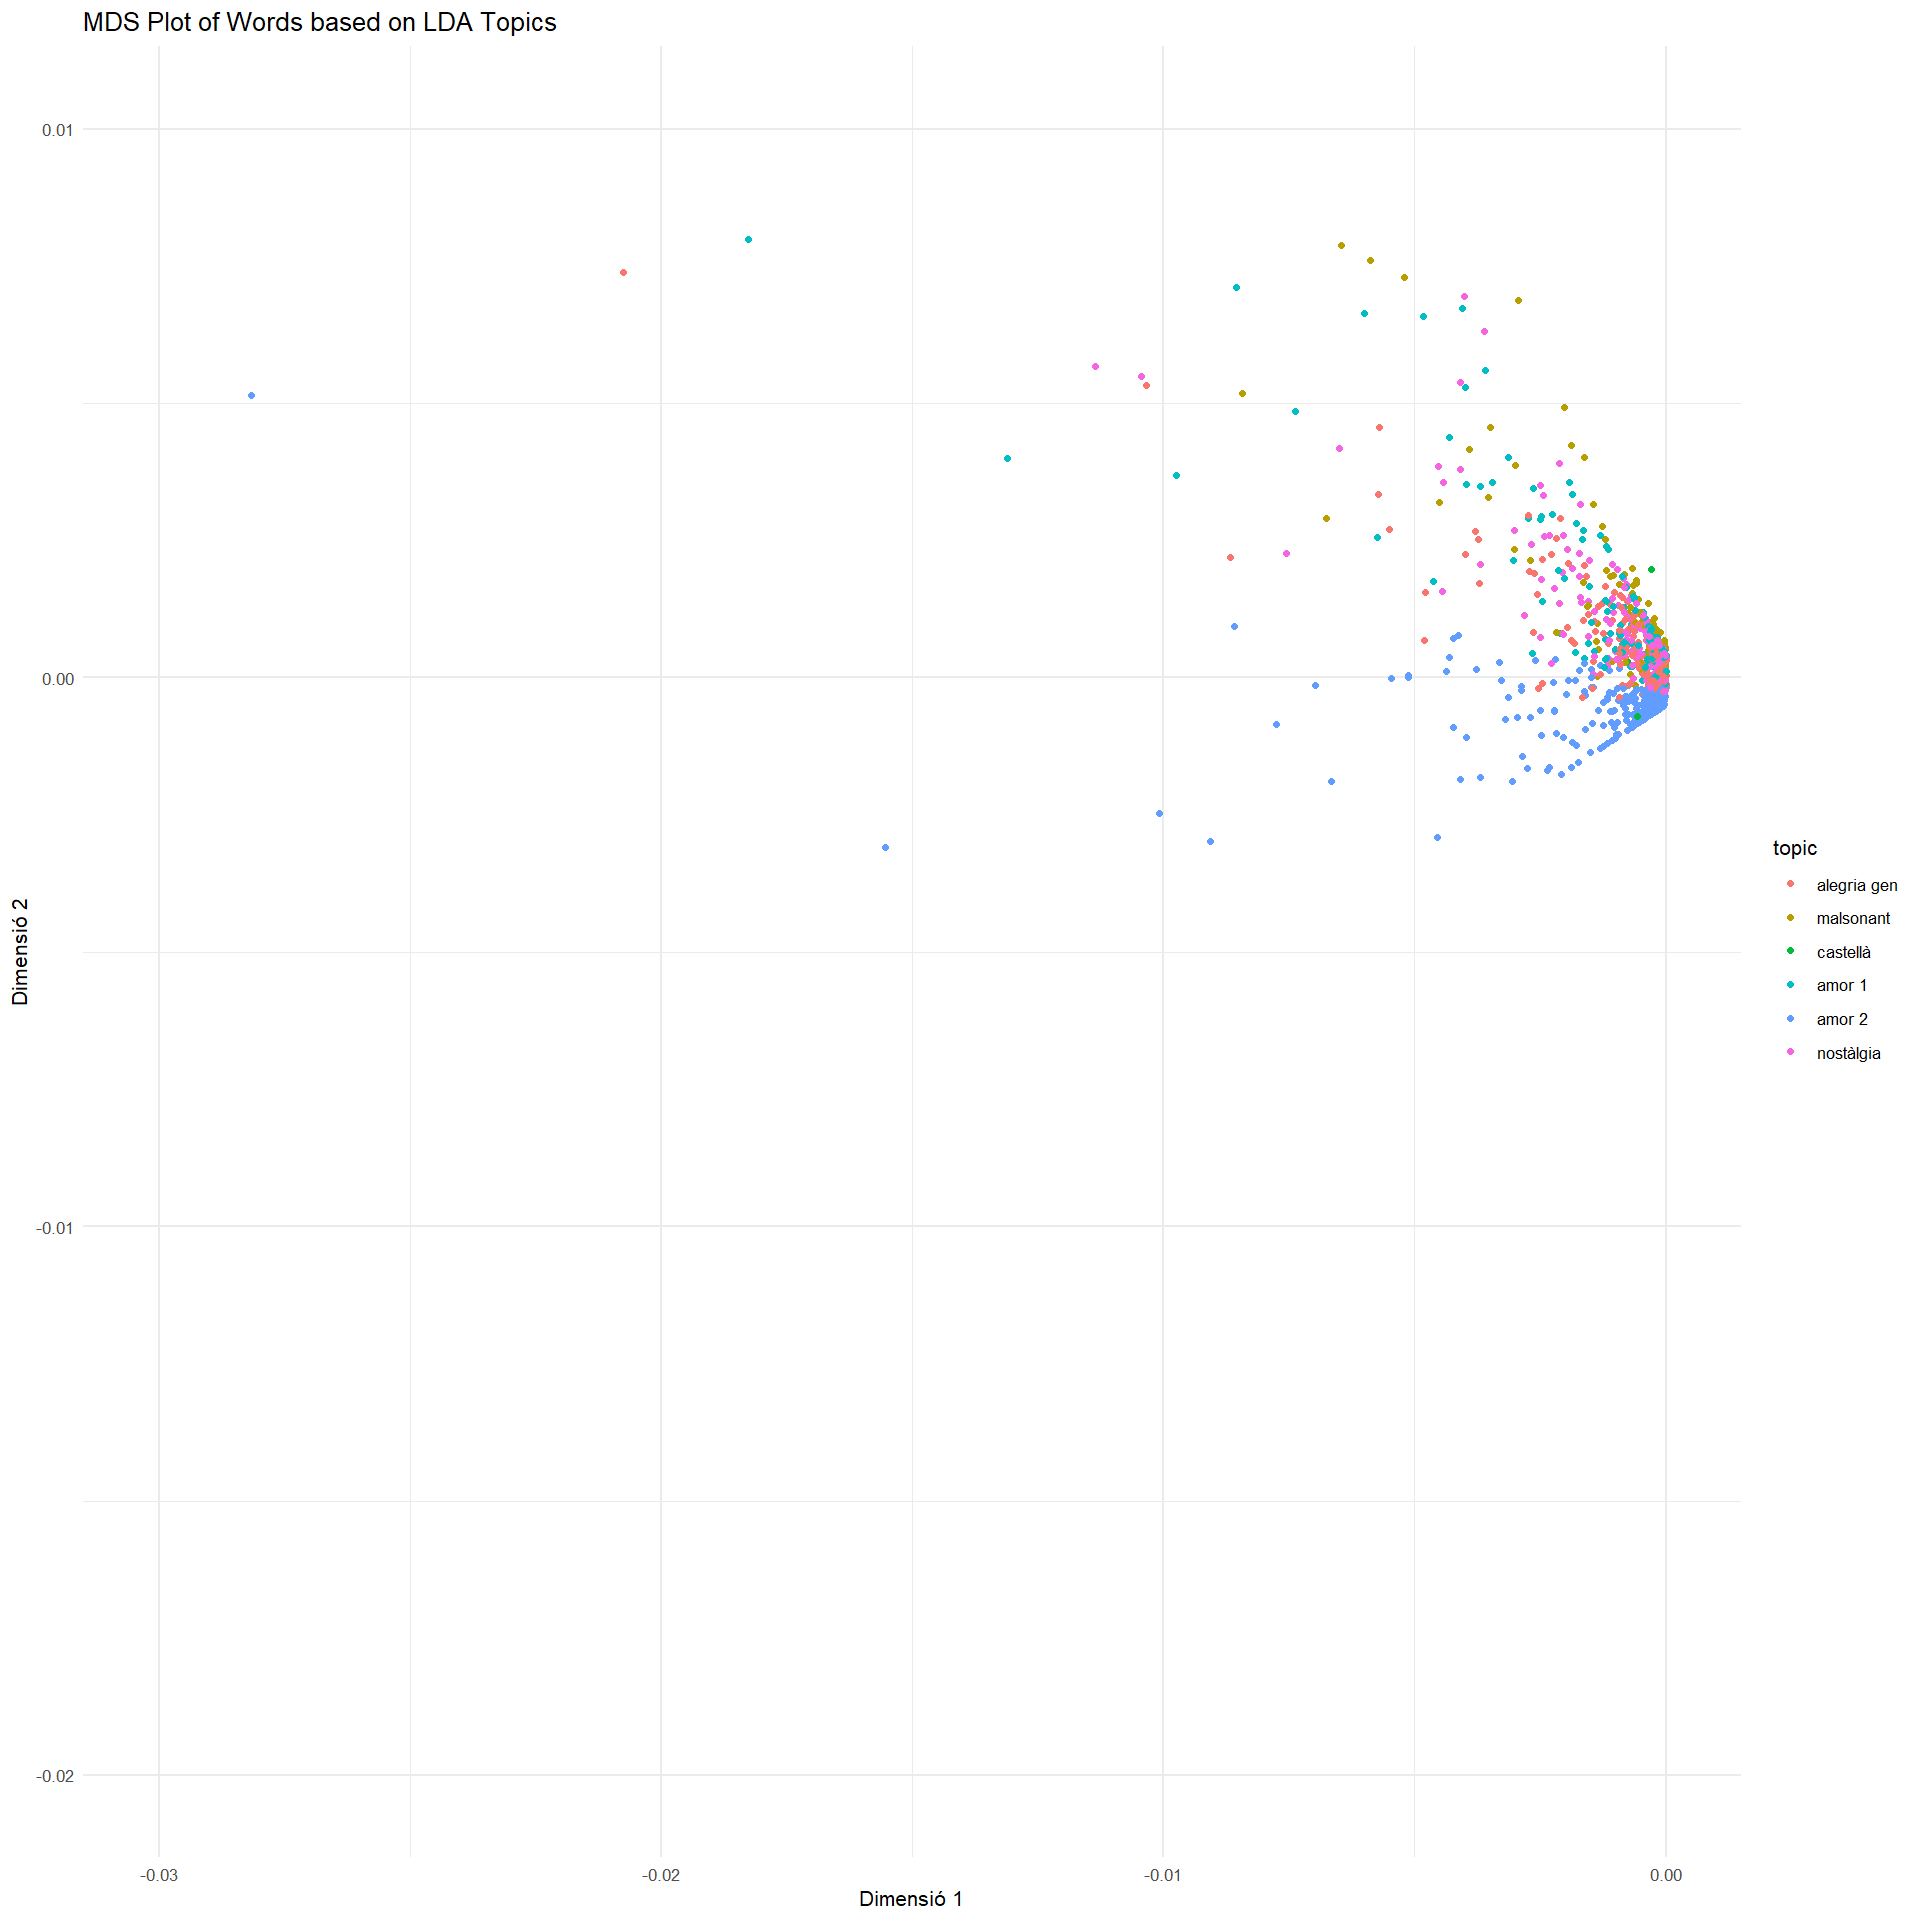 MDS Plot of Words based on LDA Topics
0.01
0.00
-0.01
-0.02
Dimensió 2
-0.03
-0.02
-0.01
0.00
Dimensió 1
topic
alegria gen
malsonant
castellà
amor 1
amor 2
nostàlgia